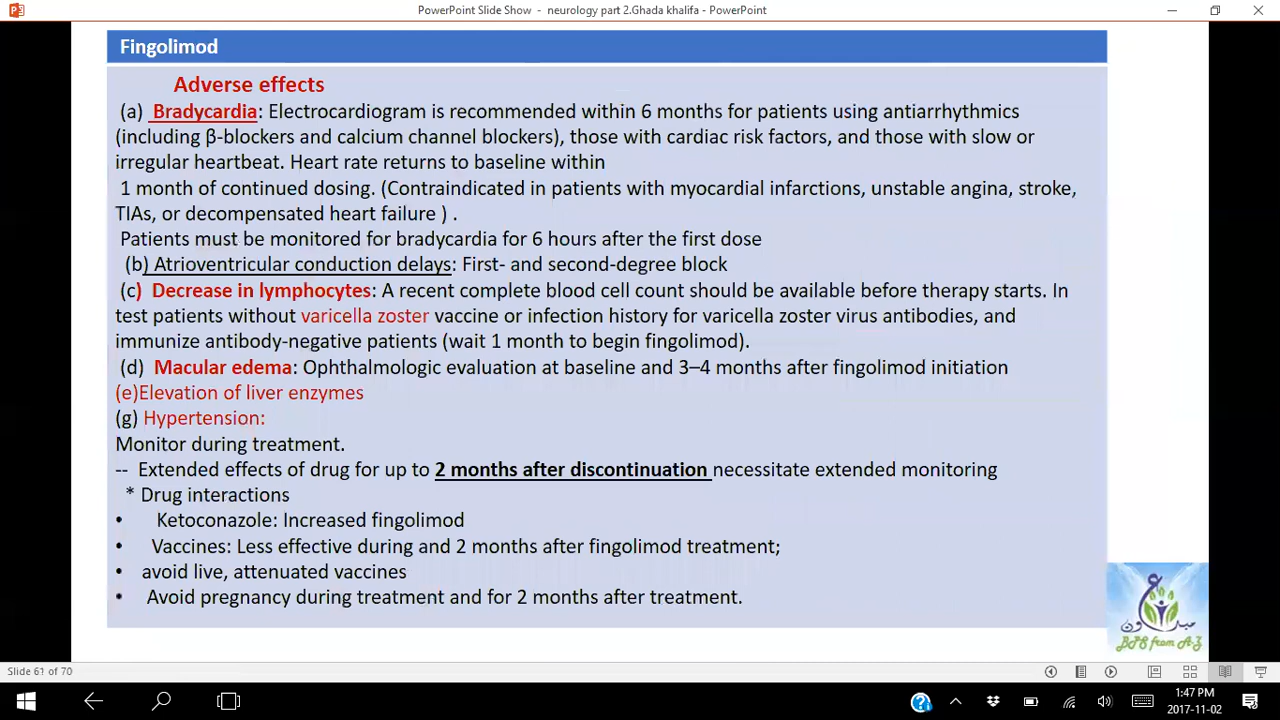 PowerPoint Slide Show - neurology part 2.Ghada khalifa - PowerPoint
Fingolimod
Adverse effects
(a) Bradycardia: Electrocardiogram is recommended within 6 months for patients using antiarrhythmics
(including β-blockers and calcium channel blockers), those with cardiac risk factors, and those with slow or
irregular heartbeat. Heart rate returns to baseline within
1 month of continued dosing. (Contraindicated in patients with myocardial infarctions, unstable angina, stroke,
TIAs, or decompensated heart failure ) .
Patients must be monitored for bradycardia for 6 hours after the first dose
(b) Atrioventricular conduction delays: First- and second-degree block
(c) Decrease in lymphocytes: A recent complete blood cell count should be available before therapy starts. In
test patients without varicella zoster vaccine or infection history for varicella zoster virus antibodies, and
immunize antibody-negative patients (wait 1 month to begin fingolimod).
(d) Macular edema: Ophthalmologic evaluation at baseline and 3–4 months after fingolimod initiation
(e)Elevation of liver enzymes
(g) Hypertension:
Monitor during treatment.
-- Extended effects of drug for up to 2 months after discontinuation necessitate extended monitoring
* Drug interactions
• Ketoconazole: Increased fingolimod
• Vaccines: Less effective during and 2 months after fingolimod treatment;
• avoid live, attenuated vaccines
• Avoid pregnancy during treatment and for 2 months after treatment.
BPS from A-Z
Slide 61 of 70
1:47 PM
2017-11-02